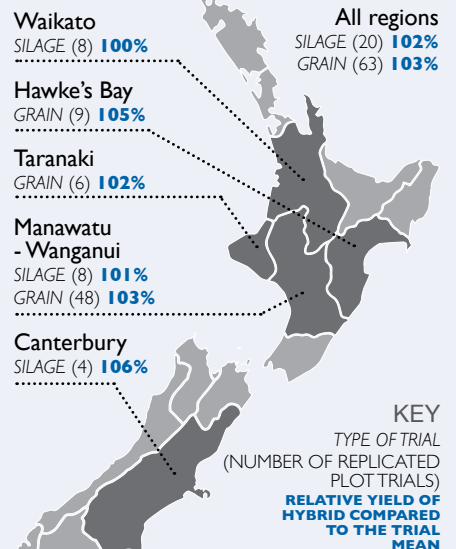 Waikato
SILAGE (8) 100%
Hawke's Bay
GRAIN (9) 105%
Taranaki
GRAIN (6) 102%
Manawatu
- Wanganui
SILAGE (8) 101%
GRAIN (48) 103%
Canterbury
SILAGE (4) 106%
All regions
SILAGE (20) 102%
GRAIN (63) 103%
KEY
TYPE OF TRIAL
(NUMBER OF REPLICATED
PLOT TRIALS)
RELATIVE YIELD OF
HYBRID COMPARED
TO THE TRIAL
MEAN